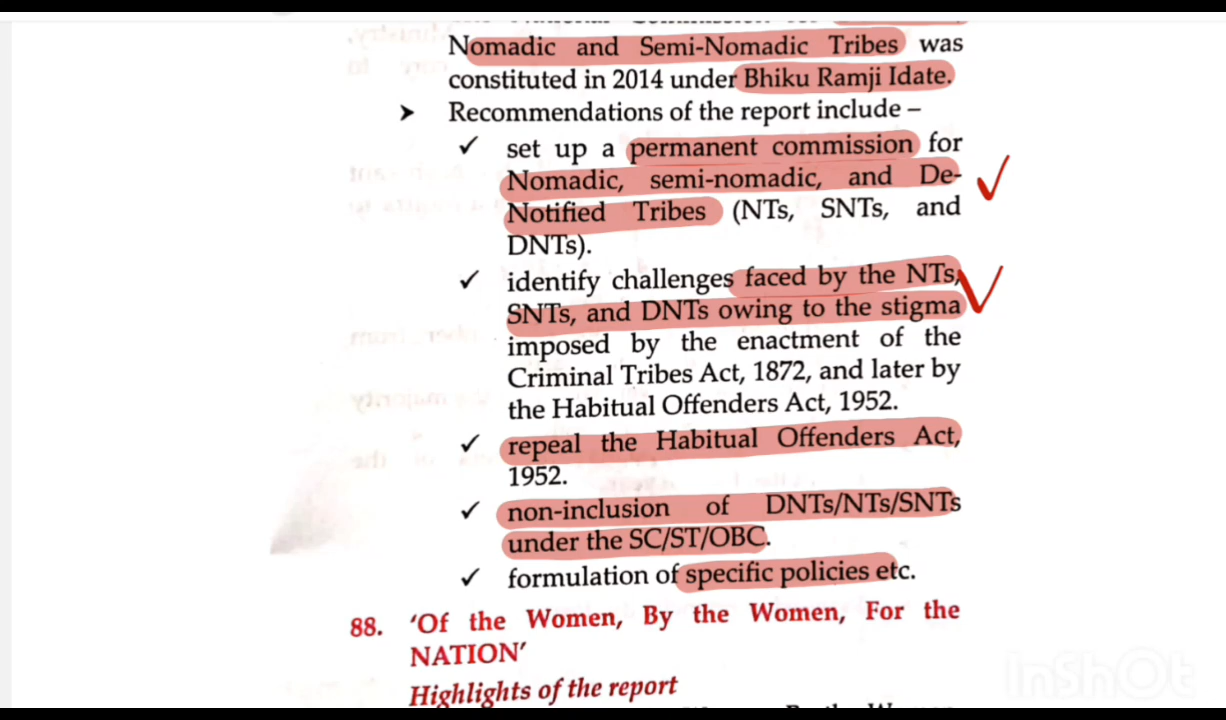 Nomadic and Semi-Nomadic Tribes was
constituted in 2014 under Bhiku Ramji Idate.
➤ Recommendations of the report include –
✓ set up a permanent commission for
Nomadic, semi-nomadic, and De-
Notified Tribes (NTs, SNTs, and
DNTs).
✓ identify challenges faced by the NTs,
SNTs, and DNTs owing to the stigma
imposed by the enactment of the
Criminal Tribes Act, 1872, and later by
the Habitual Offenders Act, 1952.
✓ repeal the Habitual Offenders Act,
1952.
✓ non-inclusion of DNTs/NTs/SNTs
under the SC/ST/OBC.
✓ formulation of specific policies etc.
88. ‘Of the Women, By the Women, For the
NATION’
Highlights of the report
InShOt